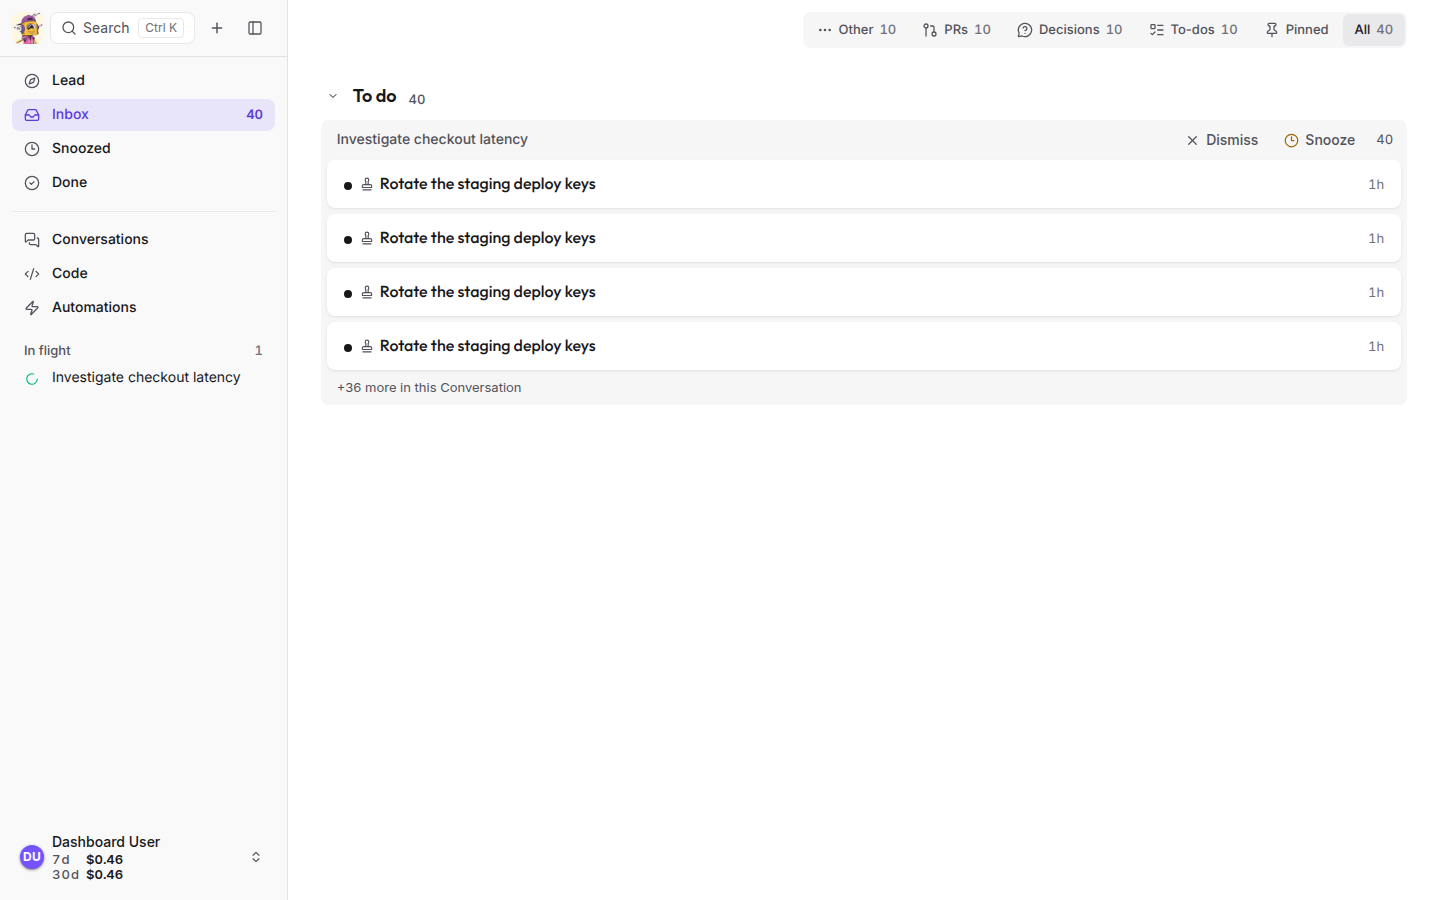 Search Ctrl K
Lead
Inbox 40
Snoozed
Done
Conversations
Code
Automations
In flight 1
Investigate checkout latency
Dashboard User
DU
7d $0.46
30d $0.46
Other 10 PRs 10 Decisions 10 To-dos 10 Pinned All 40
To do 40
Investigate checkout latency Dismiss Snooze 40
Rotate the staging deploy keys 1h
Rotate the staging deploy keys 1h
Rotate the staging deploy keys 1h
Rotate the staging deploy keys 1h
+36 more in this Conversation